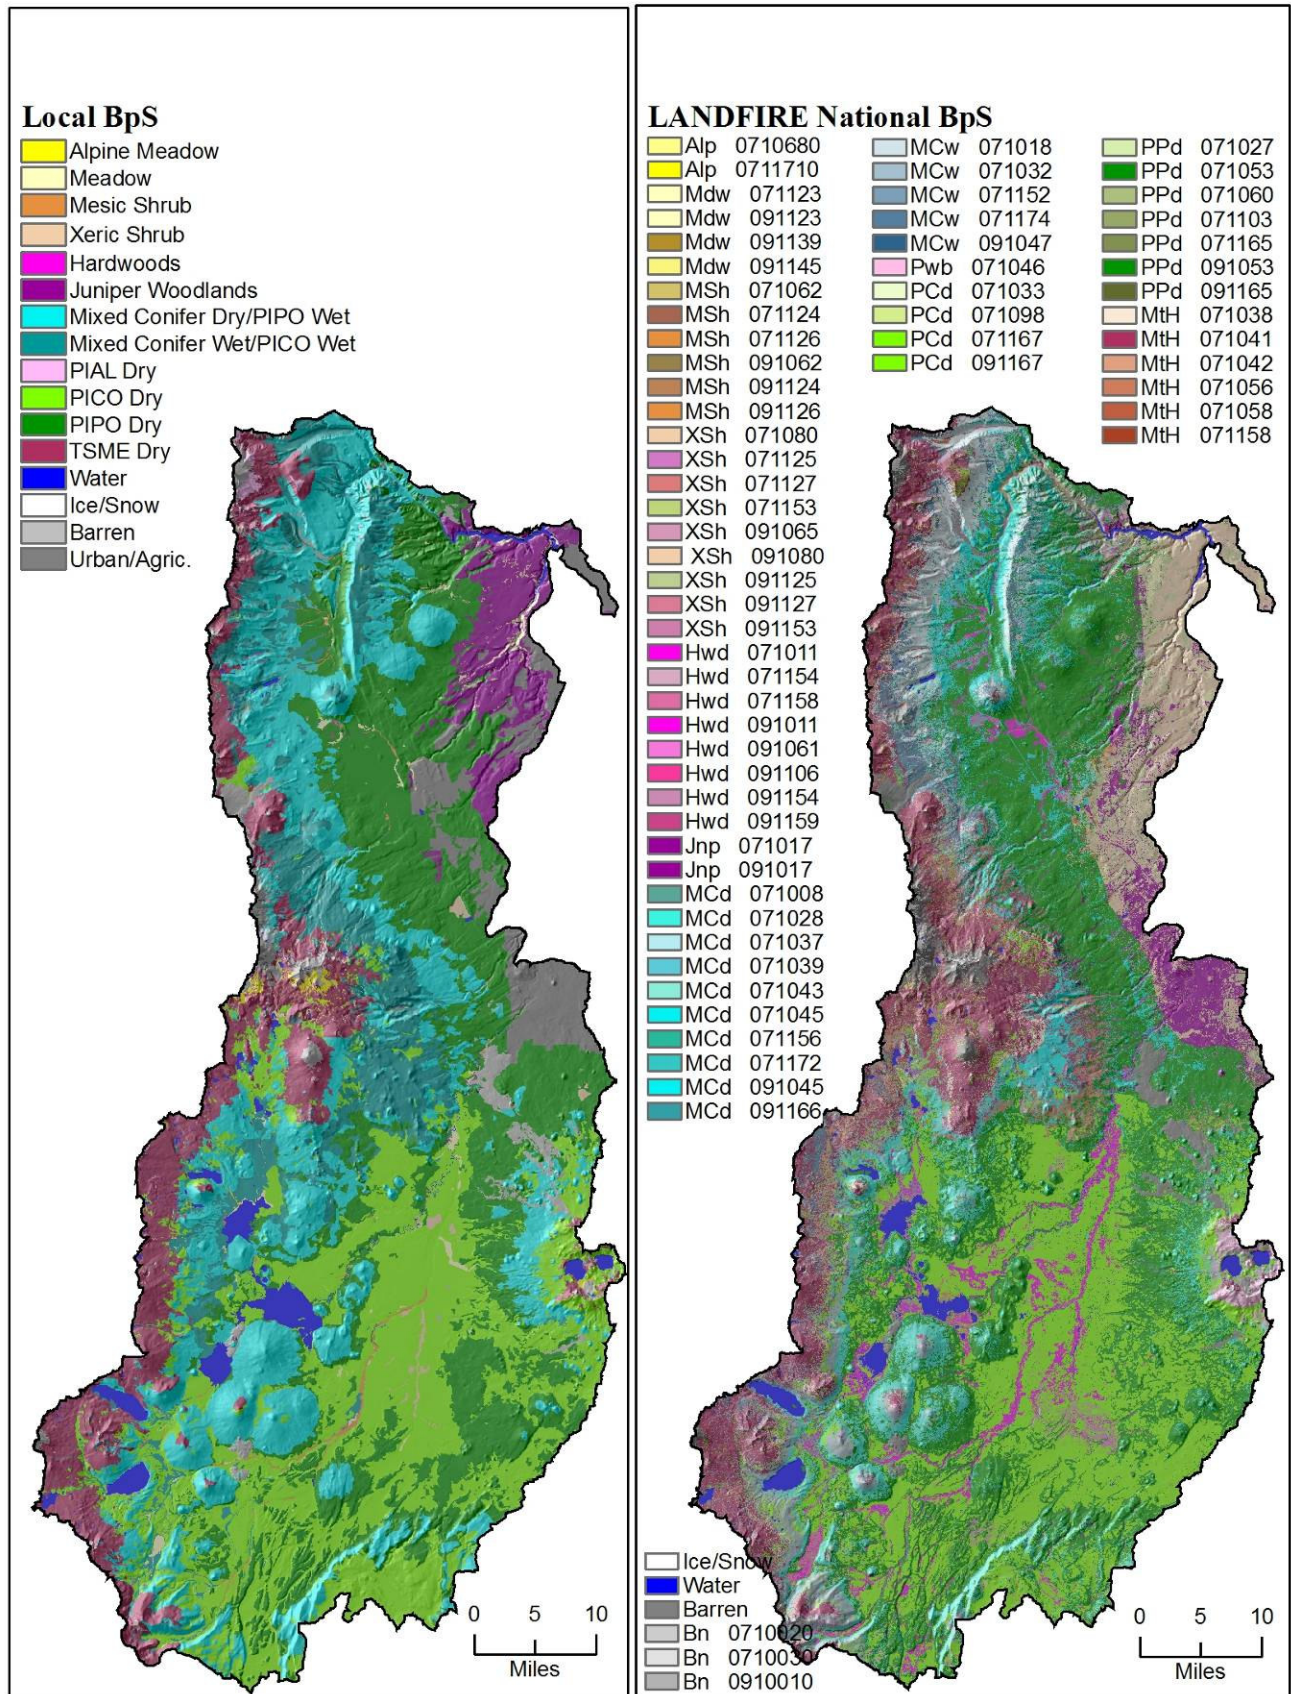 Local BpS
Alpine Meadow
Meadow
Mesic Shrub
Xeric Shrub
Hardwoods
Juniper Woodlands
Mixed Conifer Dry/PIPO Wet
Mixed Conifer Wet/PICO Wet
PIAL Dry
PICO Dry
PIPO Dry
TSME Dry
Water
Ice/Snow
Barren
Urban/Agric.
0 5 10
Miles
LANDFIRE National BpS
Alp 0710680
Alp 0711710
Mdw 071123
Mdw 091123
Mdw 091139
Mdw 091145
MSh 071062
MSh 071124
MSh 071126
MSh 091062
MSh 091124
MSh 091126
XSh 071080
XSh 071125
XSh 071127
XSh 071153
XSh 091065
XSh 091080
XSh 091125
XSh 091127
XSh 091153
Hwd 071011
Hwd 071154
Hwd 071158
Hwd 091011
Hwd 091061
Hwd 091106
Hwd 091154
Hwd 091159
Jnp 071017
Jnp 091017
MCd 071008
MCd 071028
MCd 071037
MCd 071039
MCd 071043
MCd 071045
MCd 071156
MCd 071172
MCd 091045
MCd 091166
MCw 071018
MCw 071032
MCw 071152
MCw 071174
MCw 091047
Pwb 071046
PCd 071033
PCd 071098
PCd 071167
PCd 091167
PPd 071027
PPd 071053
PPd 071060
PPd 071103
PPd 071165
PPd 091053
PPd 091165
MtH 071038
MtH 071041
MtH 071042
MtH 071056
MtH 071058
MtH 071158
Ice/Snow
Water
Barren
Bn 0710020
Bn 0710030
Bn 0910010
0 5 10
Miles